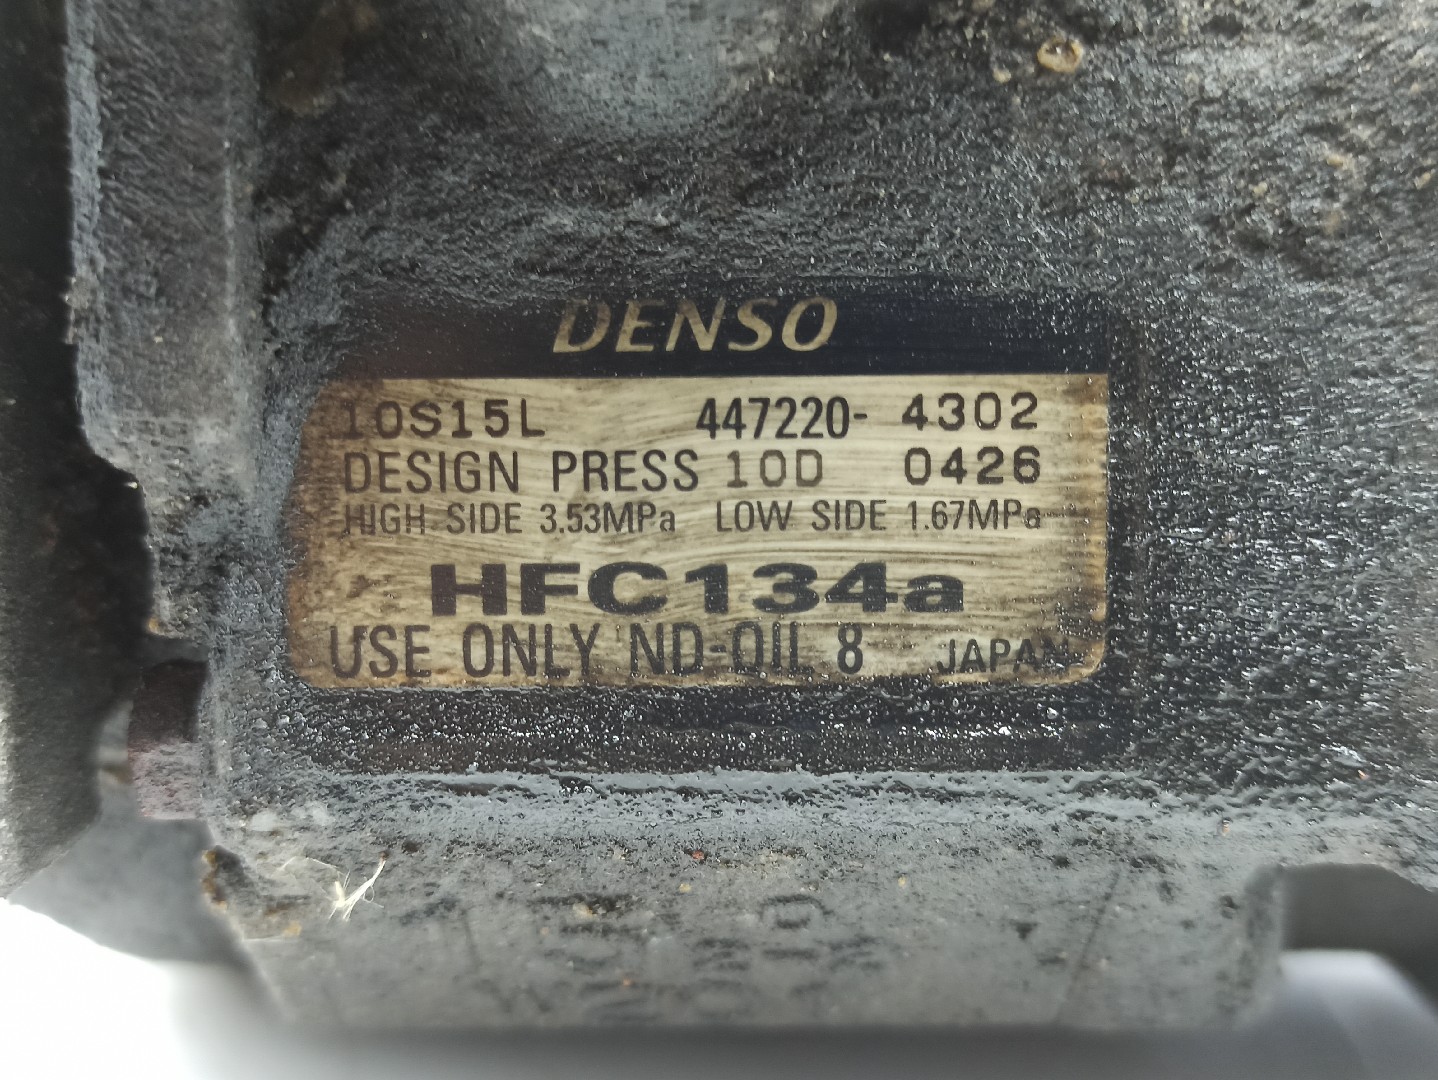 DENSO
10S15L 447220- 4302
DESIGN PRESS 10D 0426
HIGH SIDE 3.53MPa LOW SIDE 1.67MPa
HFC134a
USE ONLY ND-OIL 8 JAPAN